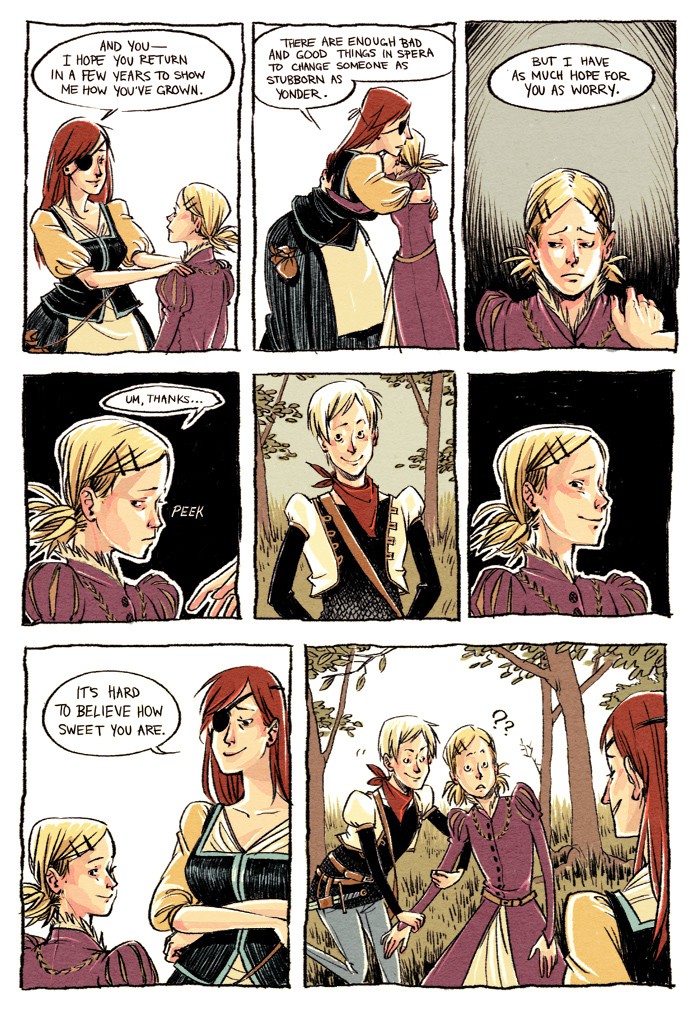 AND YOU—
I HOPE YOU RETURN
IN A FEW YEARS TO SHOW
ME HOW YOU'VE GROWN.
THERE ARE ENOUGH BAD
AND GOOD THINGS IN SPERA
TO CHANGE SOMEONE AS
STUBBORN AS
YONDER.
BUT I HAVE
AS MUCH HOPE FOR
YOU AS WORRY.
UM, THANKS...
PEEK
IT'S HARD
TO BELIEVE HOW
SWEET YOU ARE.
??